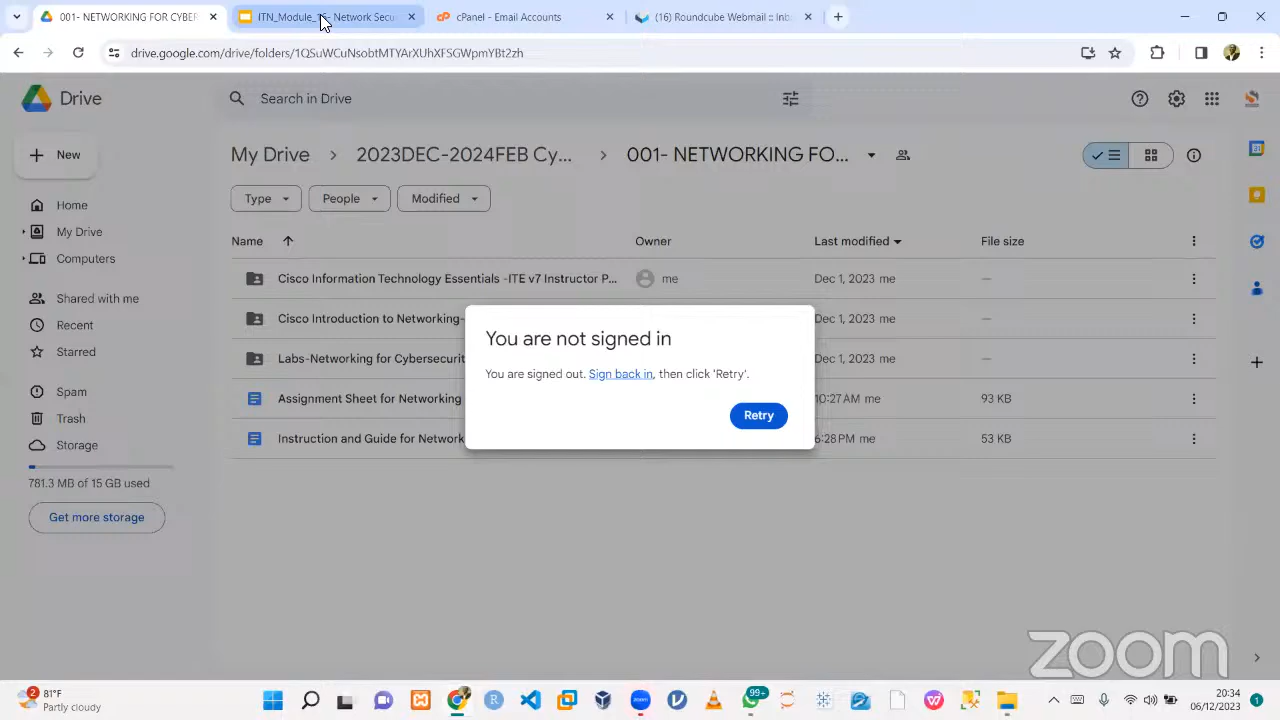 001- NETWORKING FOR CYBER
ITN_Module_16- Network Secu
cPanel - Email Accounts
(16) Roundcube Webmail :: Inb
drive.google.com/drive/folders/1QSuWCuNsobtMTYArXUhXFSGWpmYBt2zh
Drive
Search in Drive
New
My Drive
2023DEC-2024FEB Cy...
001- NETWORKING FO...
Type
People
Modified
Home
My Drive
Computers
Shared with me
Recent
Starred
Spam
Trash
Storage
781.3 MB of 15 GB used
Get more storage
Name
Owner
Last modified
File size
Cisco Information Technology Essentials -ITE v7 Instructor P...
me
Dec 1, 2023 me
—
Cisco Introduction to Networking-
Dec 1, 2023 me
—
Labs-Networking for Cybersecurit
Dec 1, 2023 me
—
Assignment Sheet for Networking
10:27 AM me
93 KB
Instruction and Guide for Network
6:28 PM me
53 KB
You are not signed in
You are signed out. Sign back in, then click 'Retry'.
Retry
31
zoom
2
81°F
Partly cloudy
R
zoom
99+
20:34
06/12/2023
1